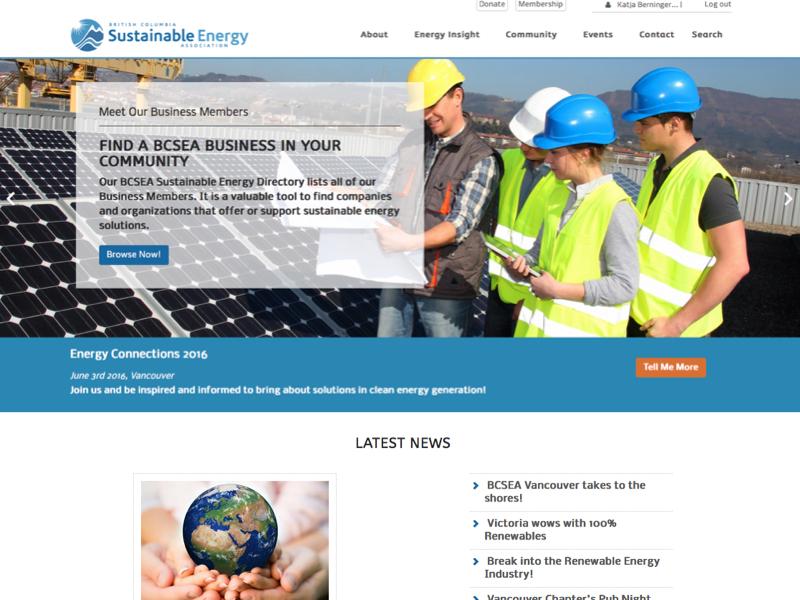 Donate
Membership
Katja Berninger... |
Log out
BRITISH COLUMBIA
Sustainable Energy
ASSOCIATION
About
Energy Insight
Community
Events
Contact
Search
Meet Our Business Members
FIND A BCSEA BUSINESS IN YOUR
COMMUNITY
Our BCSEA Sustainable Energy Directory lists all of our
Business Members. It is a valuable tool to find companies
and organizations that offer or support sustainable energy
solutions.
Browse Now!
Energy Connections 2016
June 3rd 2016, Vancouver
Join us and be inspired and informed to bring about solutions in clean energy generation!
Tell Me More
LATEST NEWS
BCSEA Vancouver takes to the
shores!
Victoria wows with 100%
Renewables
Break into the Renewable Energy
Industry!
Vancouver Chapter's Pub Night